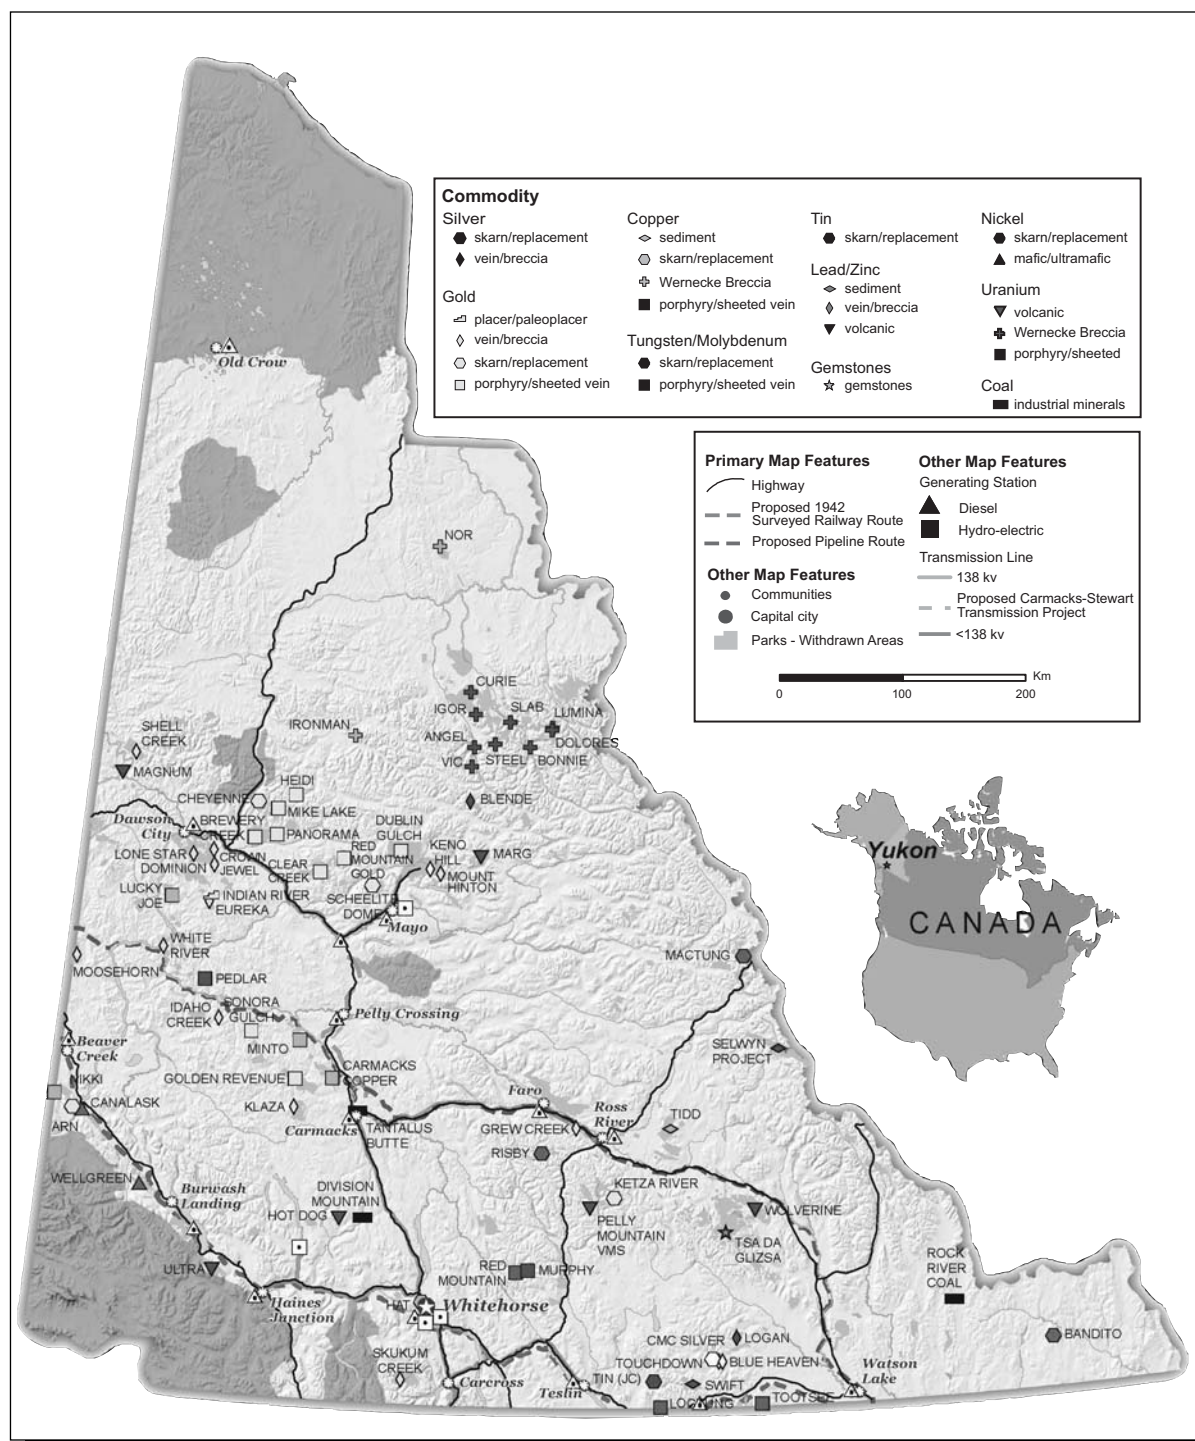 Commodity
Silver
skarn/replacement
vein/breccia
Gold
placer/paleoplacer
vein/breccia
skarn/replacement
porphyry/sheeted vein
Copper
sediment
skarn/replacement
Wernecke Breccia
porphyry/sheeted vein
Tungsten/Molybdenum
skarn/replacement
porphyry/sheeted vein
Tin
skarn/replacement
Lead/Zinc
sediment
vein/breccia
volcanic
Gemstones
gemstones
Nickel
skarn/replacement
mafic/ultramafic
Uranium
volcanic
Wernecke Breccia
porphyry/sheeted
Coal
industrial minerals
Primary Map Features
Highway
Proposed 1942
Surveyed Railway Route
Proposed Pipeline Route
Other Map Features
Communities
Capital city
Parks - Withdrawn Areas
Other Map Features
Generating Station
Diesel
Hydro-electric
Transmission Line
138 kv
Proposed Carmacks-Stewart
Transmission Project
<138 kv
Km
0 100 200
Old Crow
NOR
CURIE
IGOR
SLAB
LUMINA
IRONMAN
ANGEL
DOLORES
VIC
STEEL
BONNIE
SHELL
CREEK
MAGNUM
HEIDI
CHEYENNE
MIKE LAKE
BLENDE
Dawson
City
BREWERY
CREEK
PANORAMA
DUBLIN
GULCH
LONE STAR
DOMINION
CROWN
JEWEL
CLEAR
CREEK
RED
MOUNTAIN
GOLD
KENO
HILL
MARG
MOUNT
HINTON
LUCKY
JOE
INDIAN RIVER
EUREKA
SCHEELITE
DOME
Mayo
WHITE
RIVER
MOOSEHORN
MACTUNG
PEDLAR
IDAHO
CREEK
SONORA
GULCH
Pelly Crossing
Beaver
Creek
MINTO
SELWYN
PROJECT
NIKKI
GOLDEN REVENUE
CARMACKS
COPPER
CANALASK
ARN
KLAZA
Carmacks
TANTALUS
BUTTE
Faro
GREW CREEK
Ross
River
TIDD
RISBY
WELLGREEN
Burwash
Landing
DIVISION
MOUNTAIN
HOT DOG
KETZA RIVER
PELLY
MOUNTAIN
VMS
WOLVERINE
TSA DA
GLIZSA
ULTRA
RED
MOUNTAIN
MURPHY
ROCK
RIVER
COAL
Haines
Junction
HAT
Whitehorse
CMC SILVER
LOGAN
BANDITO
SKUKUM
CREEK
TOUCHDOWN
BLUE HEAVEN
Carcross
Teslin
TIN (JC)
SWIFT
Watson
Lake
TOOTSEE
Yukon
CANADA